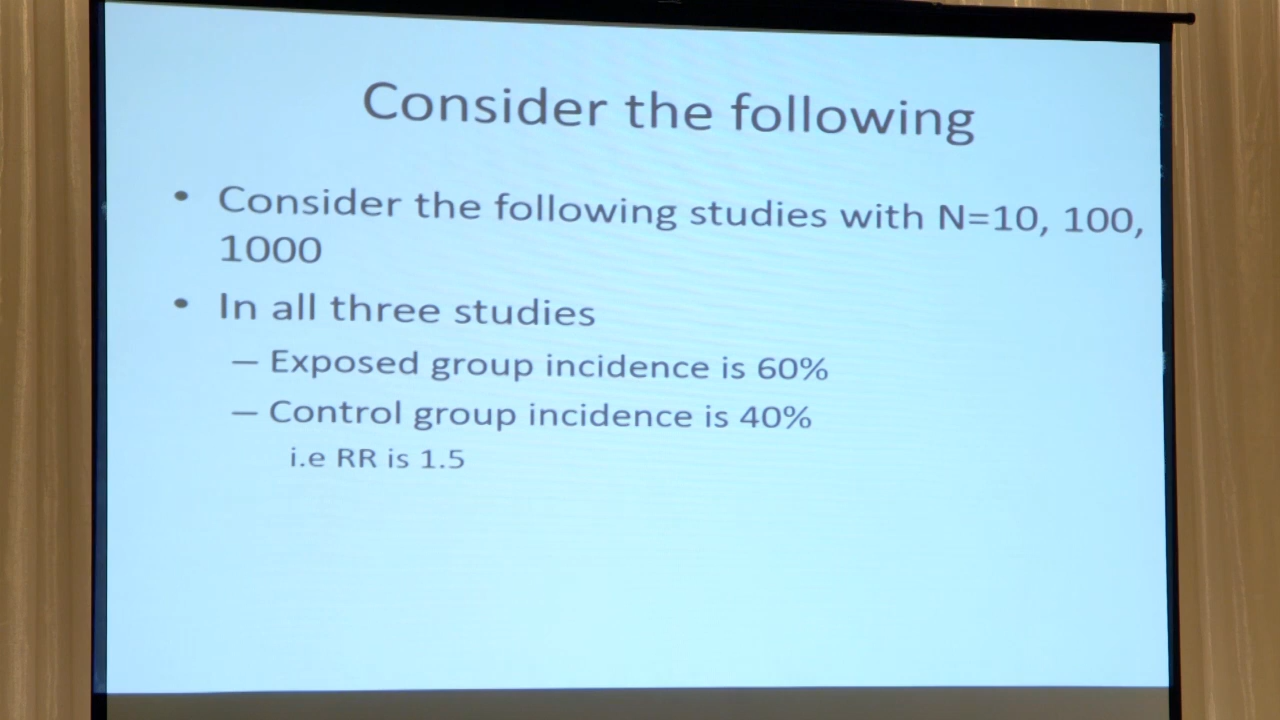 Consider the following
• Consider the following studies with N=10, 100,
1000
• In all three studies
– Exposed group incidence is 60%
– Control group incidence is 40%
i.e RR is 1.5